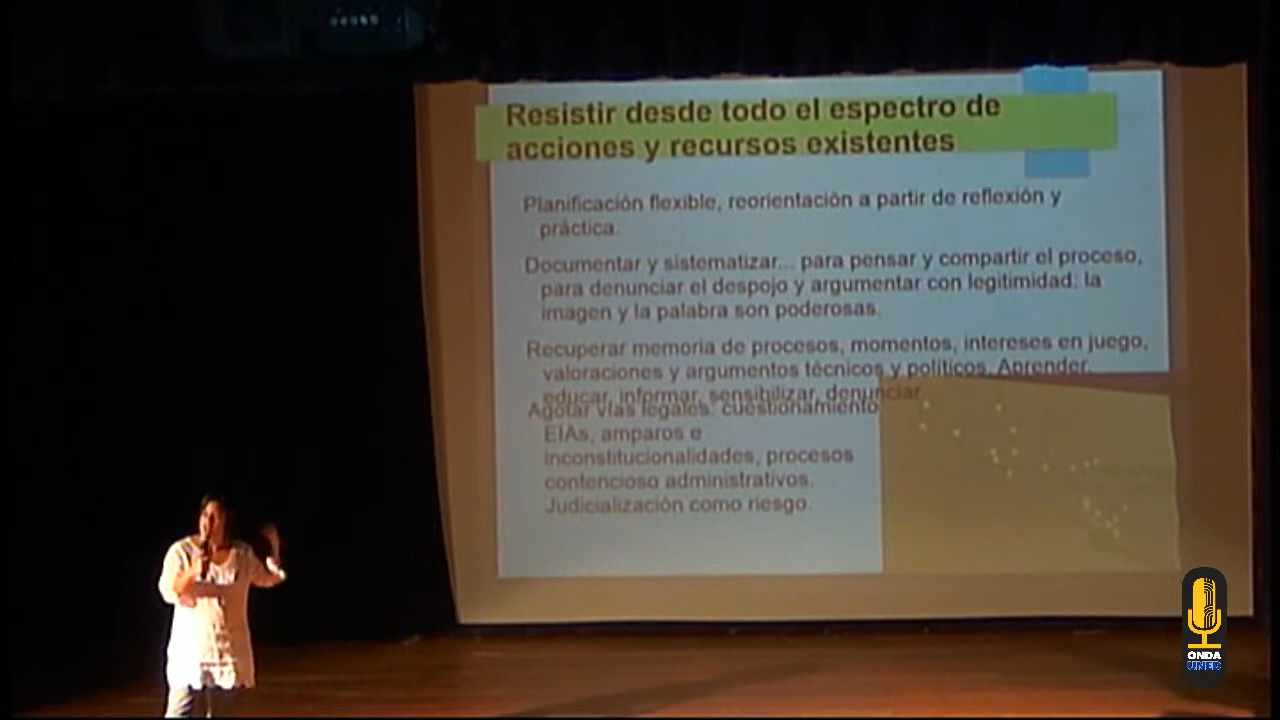 Resistir desde todo el espectro de
acciones y recursos existentes
Planificación flexible, reorientación a partir de reflexión y
práctica.
Documentar y sistematizar... para pensar y compartir el proceso,
para denunciar el despojo y argumentar con legitimidad: la
imagen y la palabra son poderosas.
Recuperar memoria de procesos, momentos, intereses en juego,
valoraciones y argumentos técnicos y políticos. Aprender,
educar, informar, sensibilizar, denunciar
Agotar vías legales: cuestionamiento
EIAs, amparos e
inconstitucionalidades, procesos
contencioso administrativos.
Judicialización como riesgo.
ONDA
UNEB